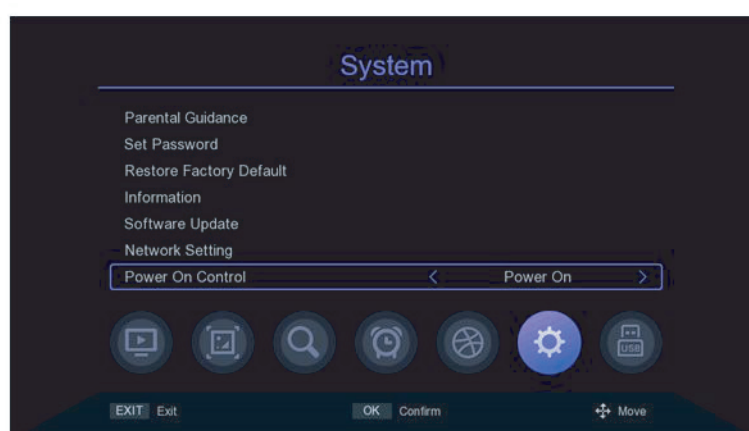 System
Parental Guidance
Set Password
Restore Factory Default
Information
Software Update
Network Setting
Power On Control Power On
USB
EXIT Exit OK Confirm Move